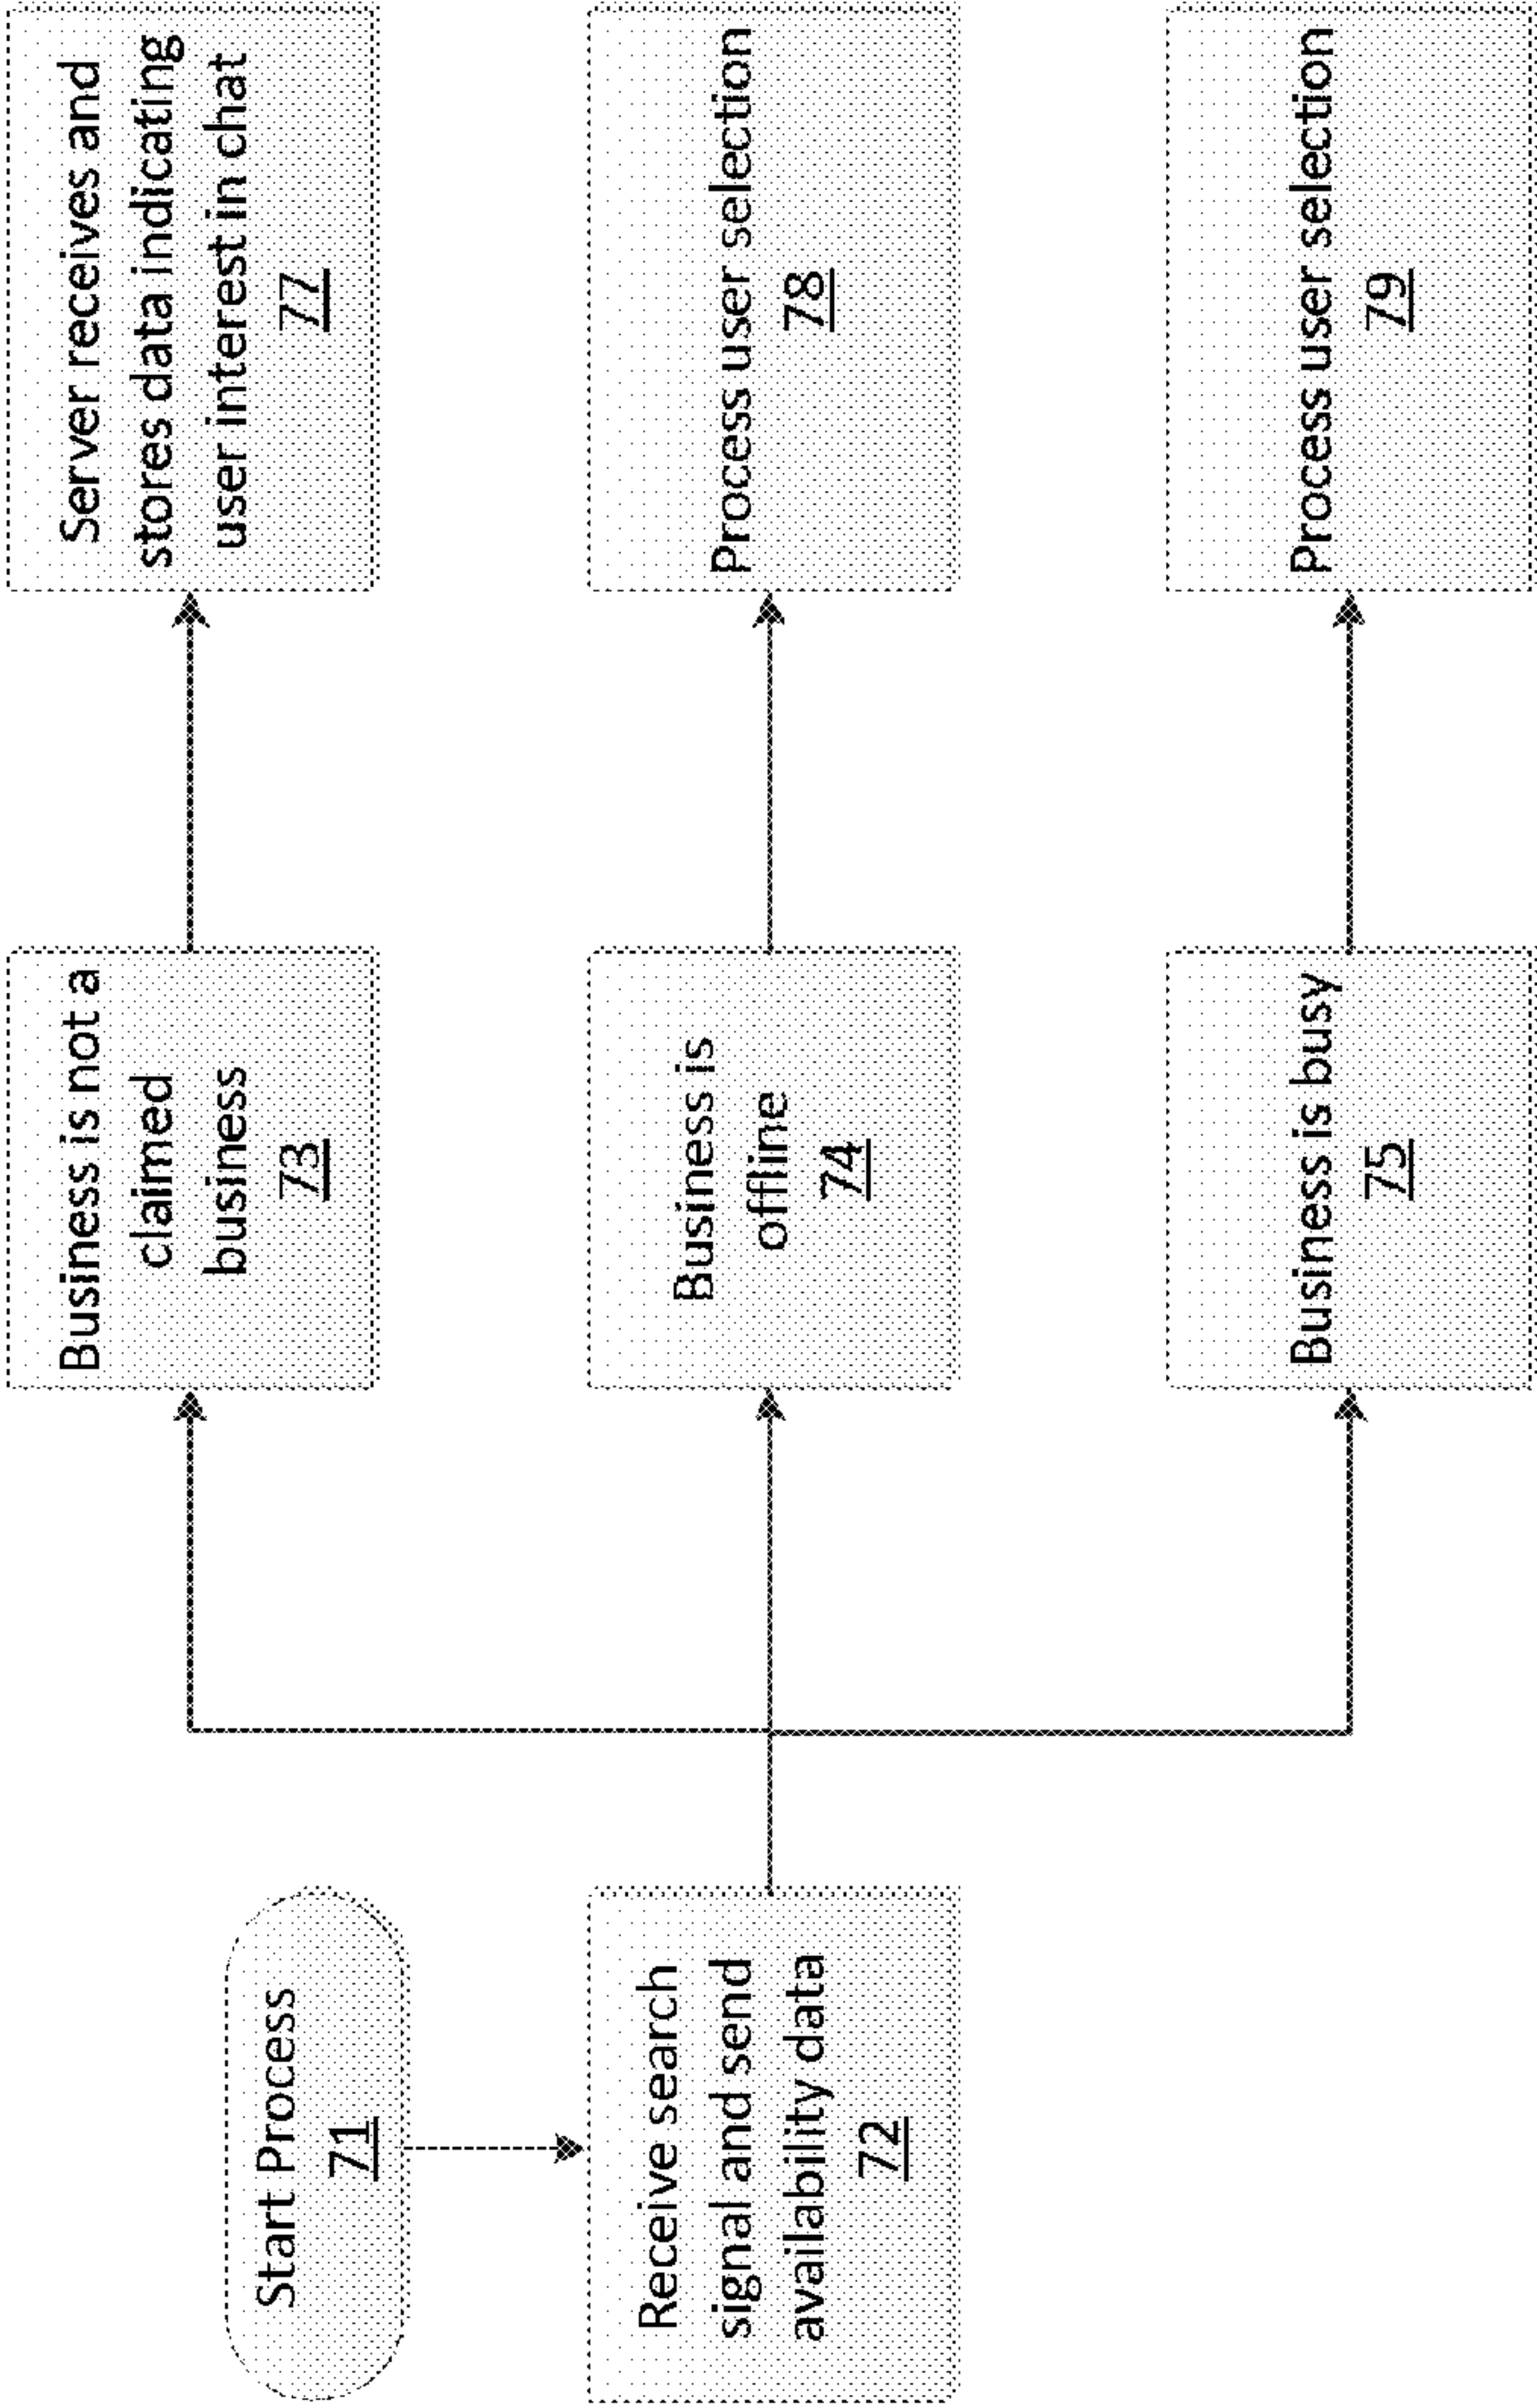 Start Process
71
Receive search
signal and send
availability data
72
Business is not a
claimed
business
73
Business is
offline
74
Business is busy
75
Server receives and
stores data indicating
user interest in chat
77
Process user selection
78
Process user selection
79